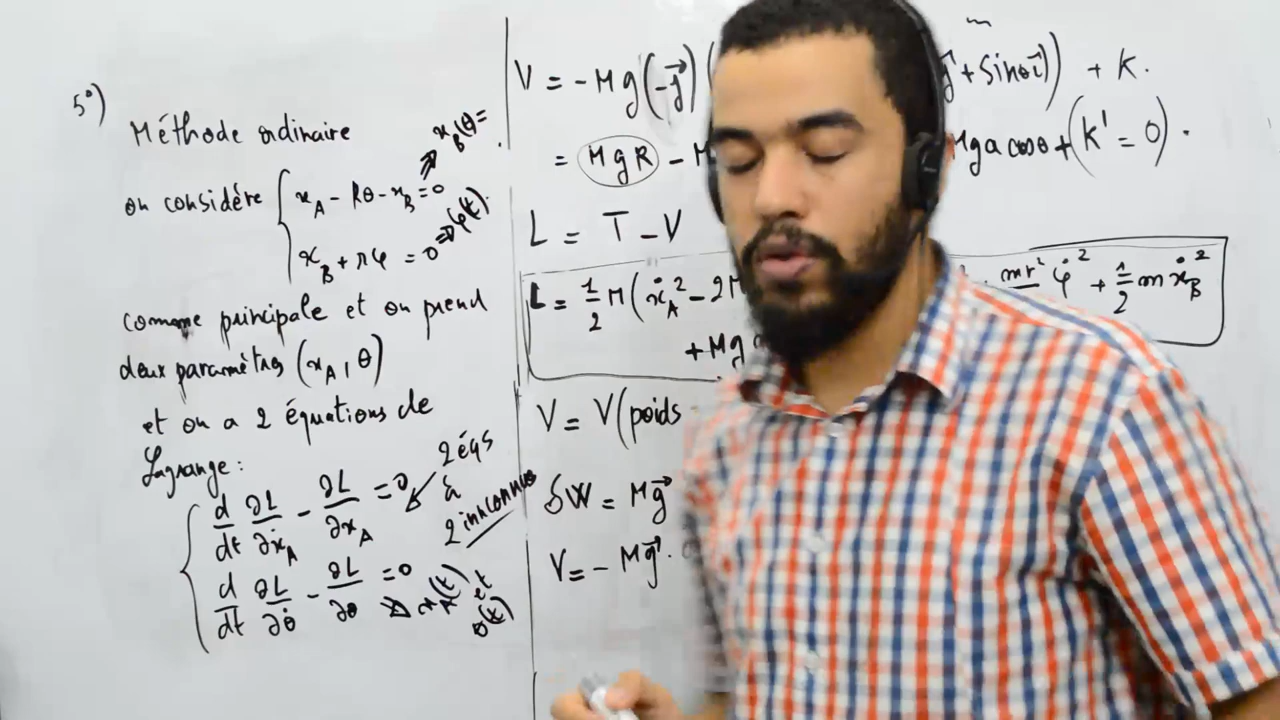 5°)
Méthode ordinaire
on considére { x_A - Rθ - x_B = 0 ⇒ x_B(t) =
x_B + rφ = 0 ⇒ φ(t).
comme principale et on prend
deux paramètres (x_A, θ)
et on a 2 équations de
Lagrange :
{ d/dt ∂L/∂ẋ_A - ∂L/∂x_A = 0
d/dt ∂L/∂θ̇ - ∂L/∂θ = 0
2 éqs
à
2 inconnues
x_A(t) et
θ(t)
V = -Mg(-j⃗)(
+ Sinθi⃗)) + K.
= MgR - M
Mga cosθ + (K' = 0).
L = T - V
L = 1/2 M(ẋ_A² - 2M
mr² φ̇² + 1/2 m ẋ_B²
+Mg
V = V(poids
δW = Mg⃗
V = - Mg⃗.